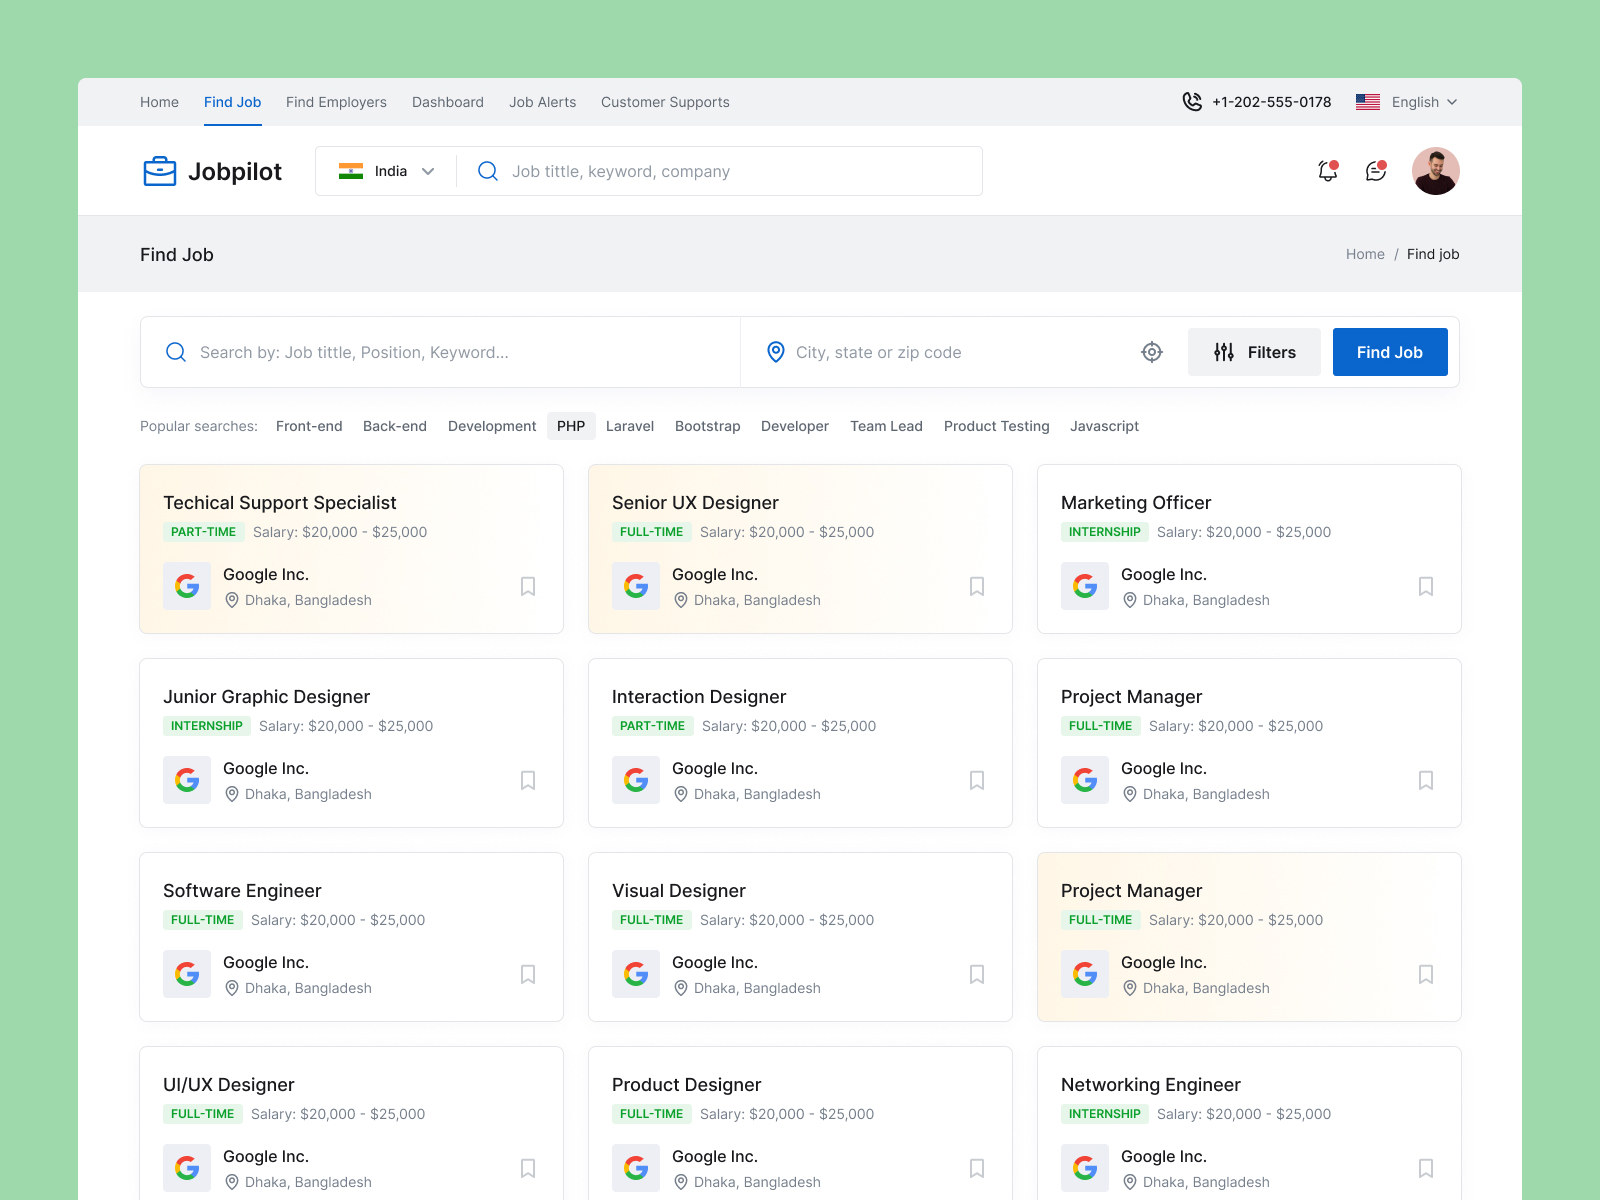 Home Find Job Find Employers Dashboard Job Alerts Customer Supports +1-202-555-0178 English
Jobpilot India Job tittle, keyword, company
Find Job Home / Find job
Search by: Job tittle, Position, Keyword... City, state or zip code Filters Find Job
Popular searches: Front-end Back-end Development PHP Laravel Bootstrap Developer Team Lead Product Testing Javascript
Techical Support Specialist
PART-TIME Salary: $20,000 - $25,000
Google Inc.
Dhaka, Bangladesh
Senior UX Designer
FULL-TIME Salary: $20,000 - $25,000
Google Inc.
Dhaka, Bangladesh
Marketing Officer
INTERNSHIP Salary: $20,000 - $25,000
Google Inc.
Dhaka, Bangladesh
Junior Graphic Designer
INTERNSHIP Salary: $20,000 - $25,000
Google Inc.
Dhaka, Bangladesh
Interaction Designer
PART-TIME Salary: $20,000 - $25,000
Google Inc.
Dhaka, Bangladesh
Project Manager
FULL-TIME Salary: $20,000 - $25,000
Google Inc.
Dhaka, Bangladesh
Software Engineer
FULL-TIME Salary: $20,000 - $25,000
Google Inc.
Dhaka, Bangladesh
Visual Designer
FULL-TIME Salary: $20,000 - $25,000
Google Inc.
Dhaka, Bangladesh
Project Manager
FULL-TIME Salary: $20,000 - $25,000
Google Inc.
Dhaka, Bangladesh
UI/UX Designer
FULL-TIME Salary: $20,000 - $25,000
Google Inc.
Dhaka, Bangladesh
Product Designer
FULL-TIME Salary: $20,000 - $25,000
Google Inc.
Dhaka, Bangladesh
Networking Engineer
INTERNSHIP Salary: $20,000 - $25,000
Google Inc.
Dhaka, Bangladesh